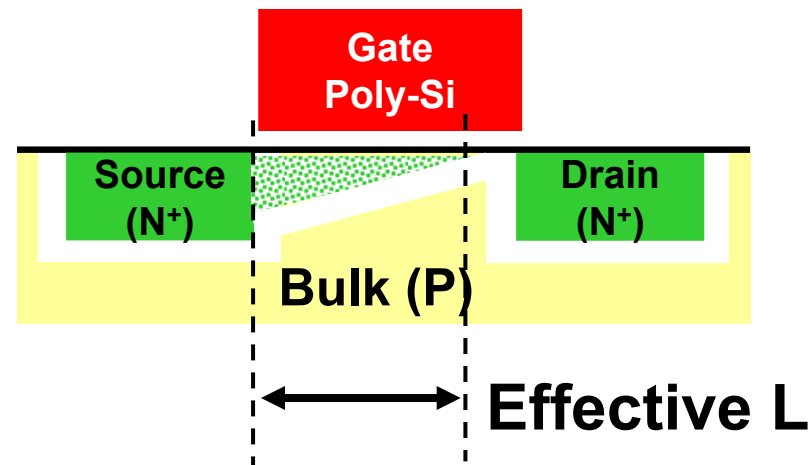 Gate
Poly-Si
Source
(N⁺)
Drain
(N⁺)
Bulk (P)
Effective L